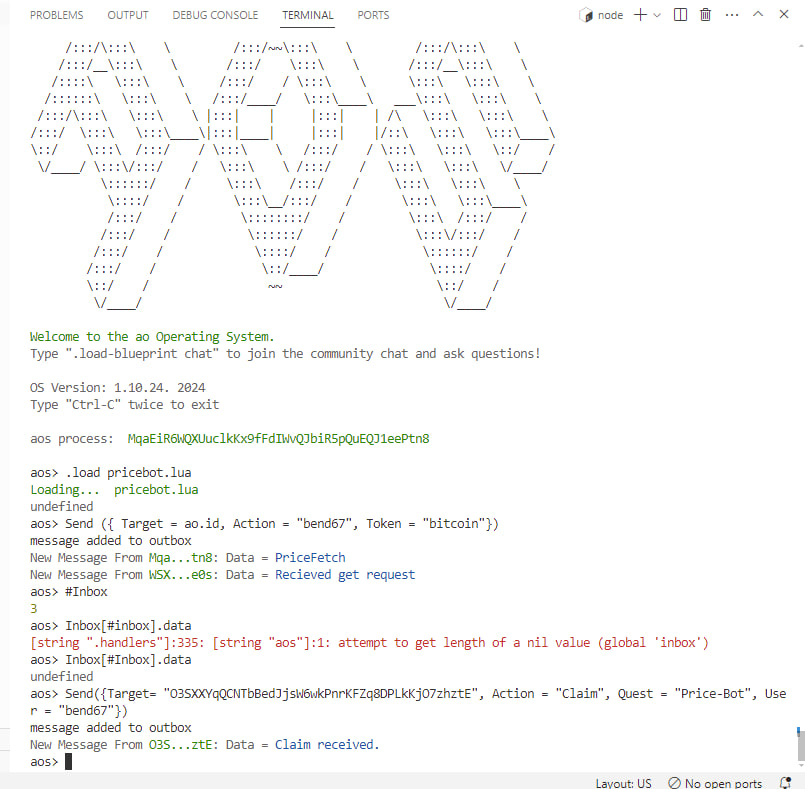 PROBLEMS OUTPUT DEBUG CONSOLE TERMINAL PORTS node
Welcome to the ao Operating System.
Type ".load-blueprint chat" to join the community chat and ask questions!
OS Version: 1.10.24. 2024
Type "Ctrl-C" twice to exit
aos process:  MqaEiR6WQXUuclkKx9fFdIWvQJbiR5pQuEQJ1eePtn8
aos> .load pricebot.lua
Loading...  pricebot.lua
undefined
aos> Send ({ Target = ao.id, Action = "bend67", Token = "bitcoin"})
message added to outbox
New Message From Mqa...tn8: Data = PriceFetch
New Message From WSX...e0s: Data = Recieved get request
aos> #Inbox
3
aos> Inbox[#inbox].data
[string ".handlers"]:335: [string "aos"]:1: attempt to get length of a nil value (global 'inbox')
aos> Inbox[#Inbox].data
undefined
aos> Send({Target= "O3SXXYqQCNTbBedJjsW6wkPnrKFZq8DPLkKjO7zhztE", Action = "Claim", Quest = "Price-Bot", Use
r = "bend67"})
message added to outbox
New Message From O3S...ztE: Data = Claim received.
aos>
Layout: US No open ports